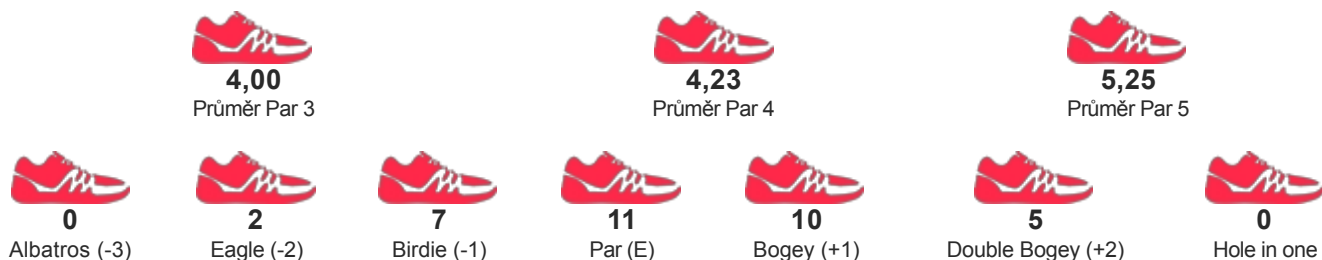 4,00 4,23 5,25
Průměr Par 3 Průměr Par 4 Průměr Par 5
0 2 7 11 10 5 0
Albatros (-3) Eagle (-2) Birdie (-1) Par (E) Bogey (+1) Double Bogey (+2) Hole in one